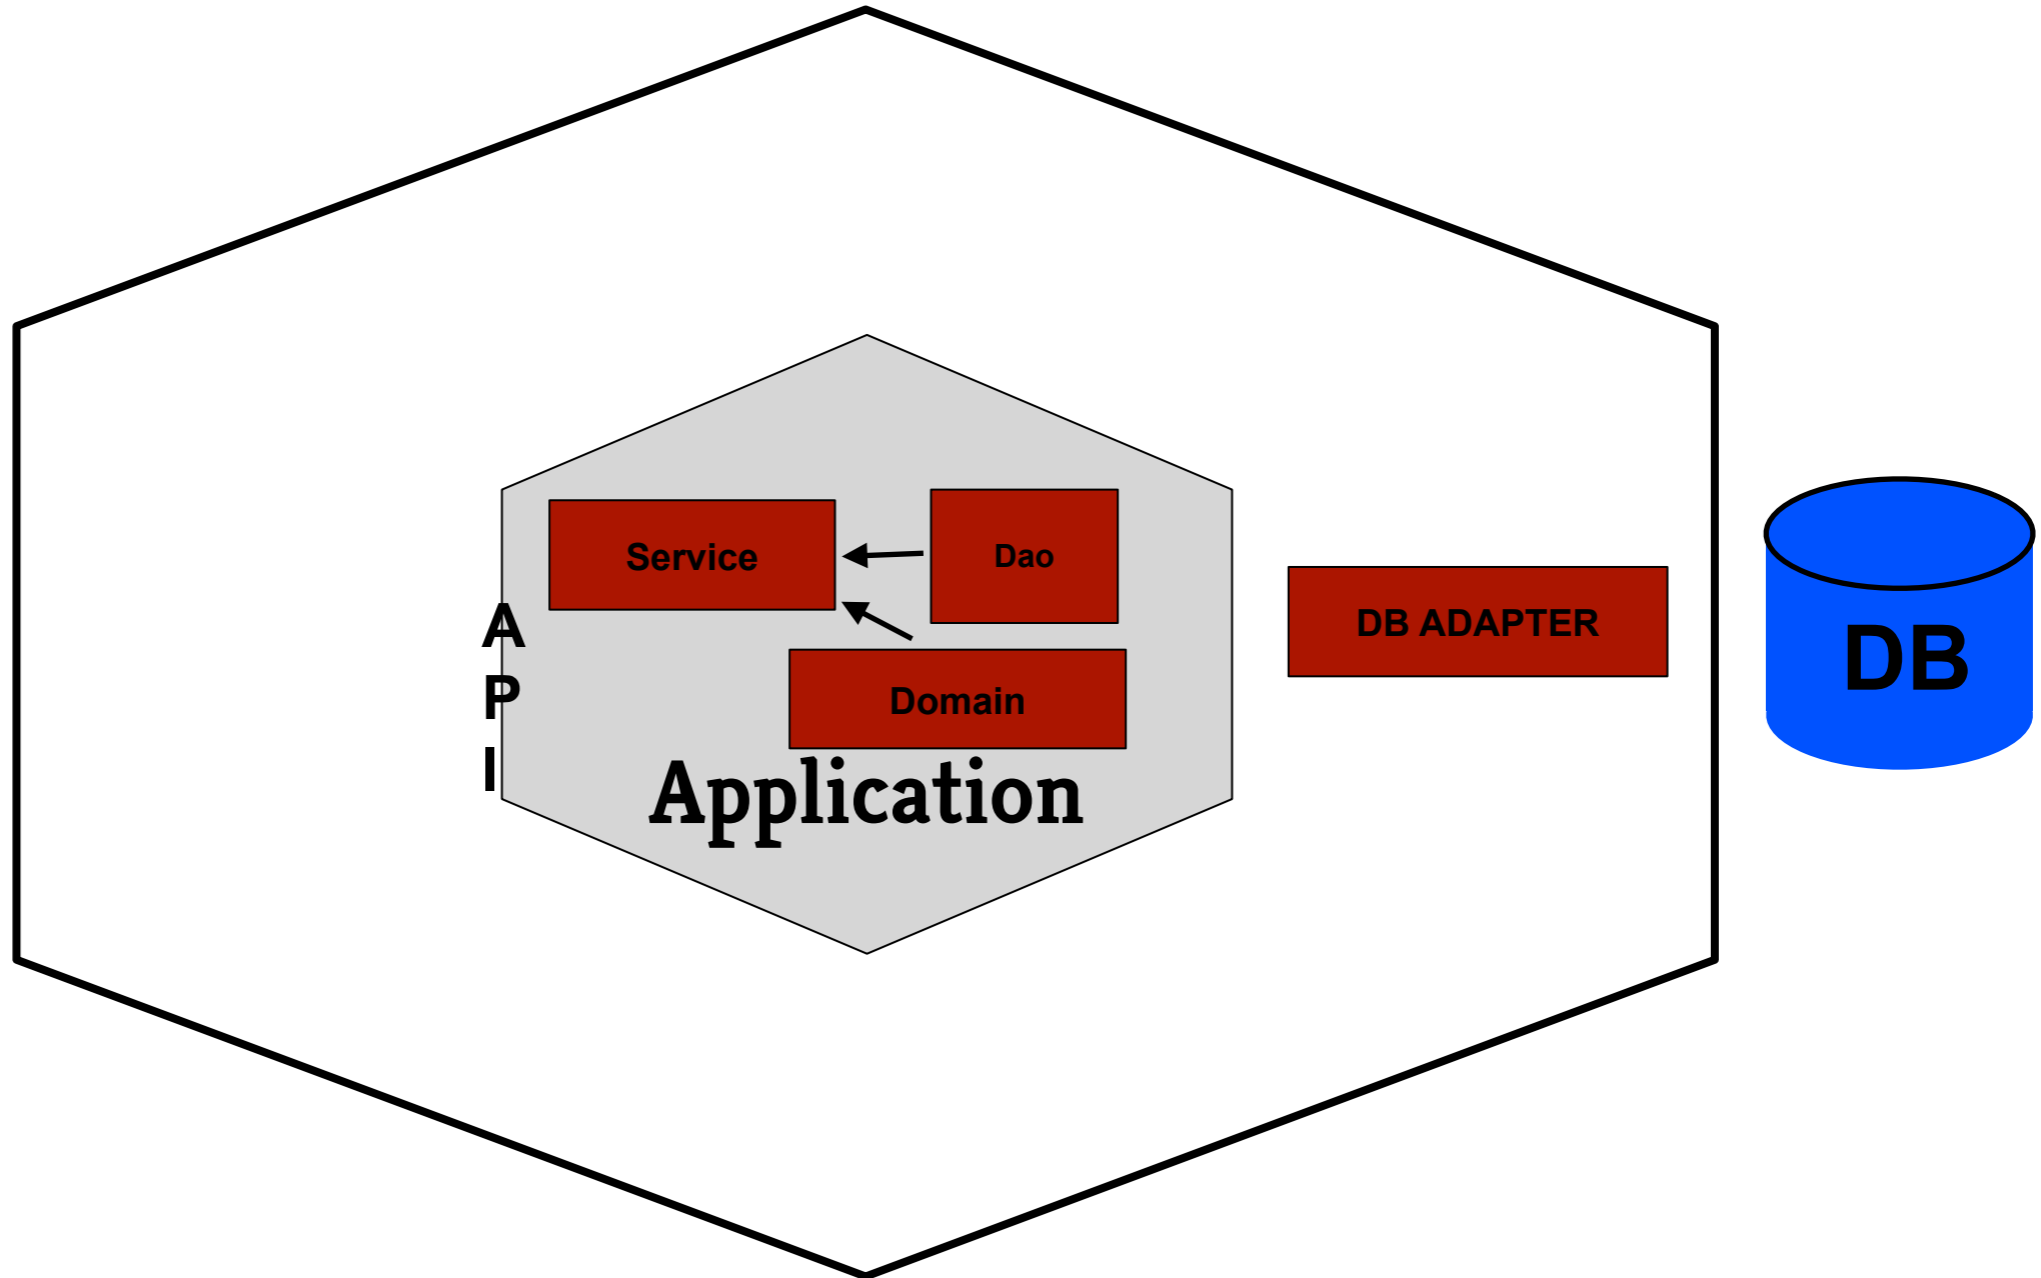 Service
Dao
DB ADAPTER
DB
A
P
I
Domain
Application